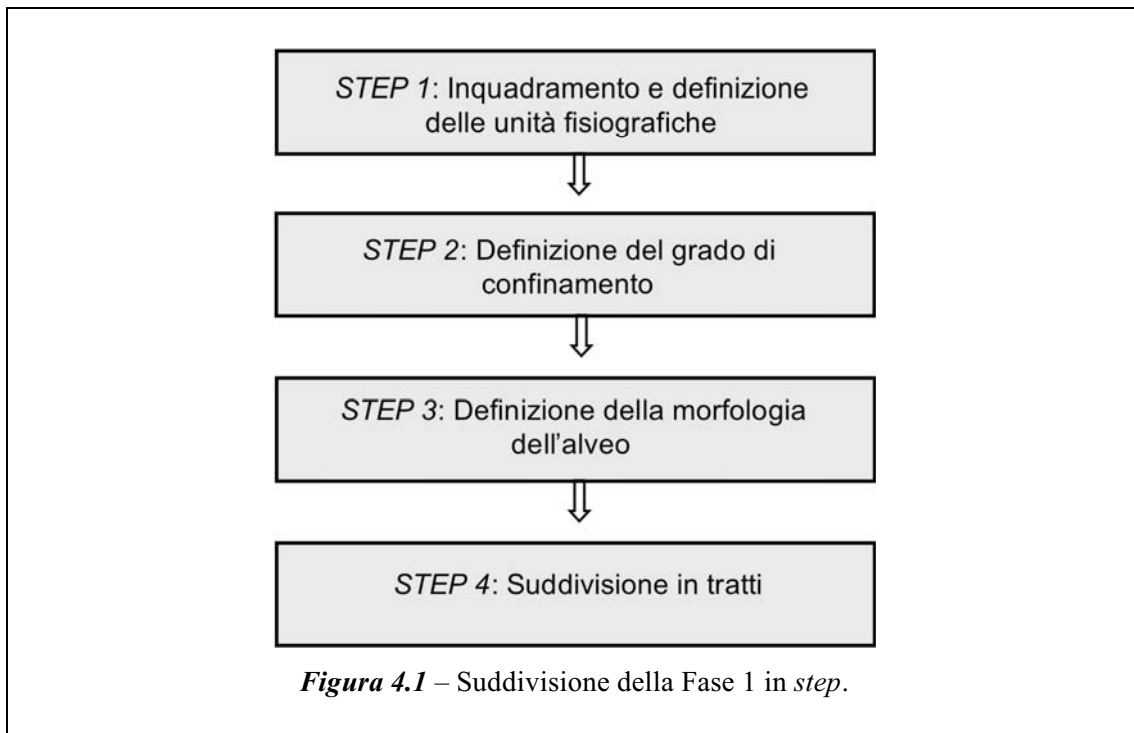 STEP 1: Inquadramento e definizione
delle unità fisiografiche
STEP 2: Definizione del grado di
confinamento
STEP 3: Definizione della morfologia
dell'alveo
STEP 4: Suddivisione in tratti
Figura 4.1 – Suddivisione della Fase 1 in step.